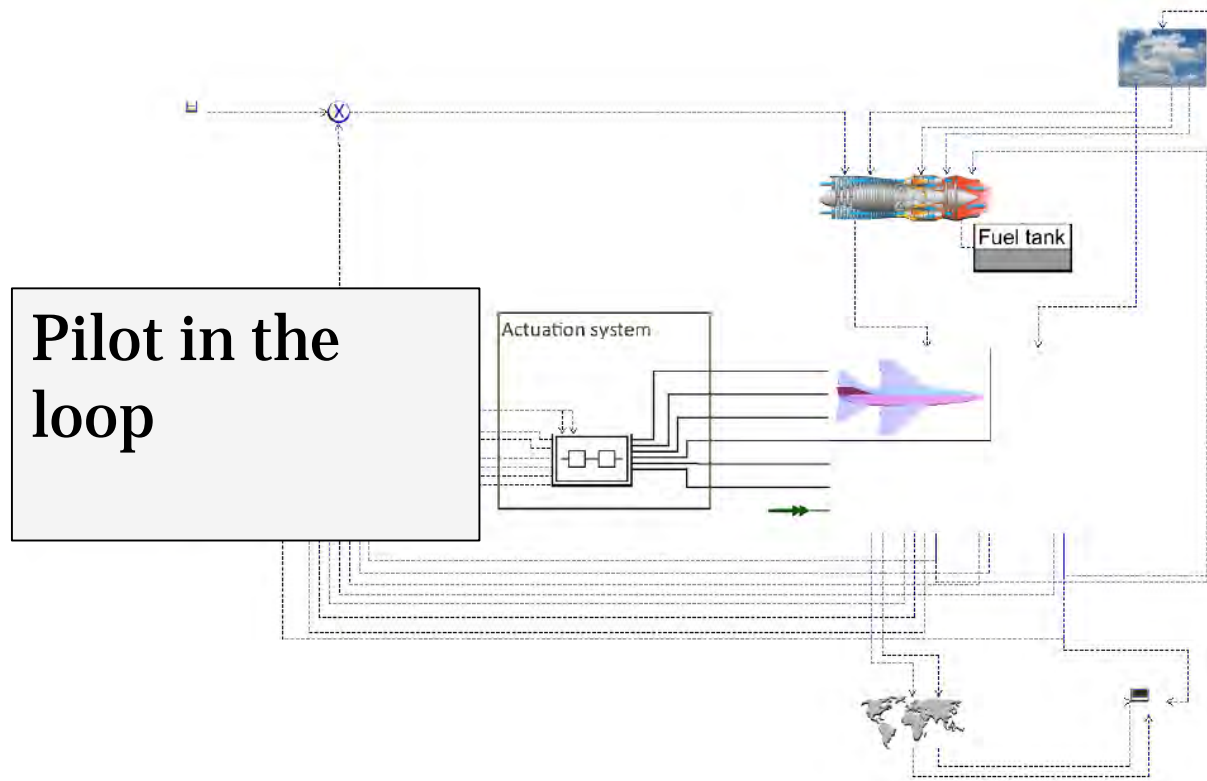 X
Fuel tank
Pilot in the
loop
Actuation system